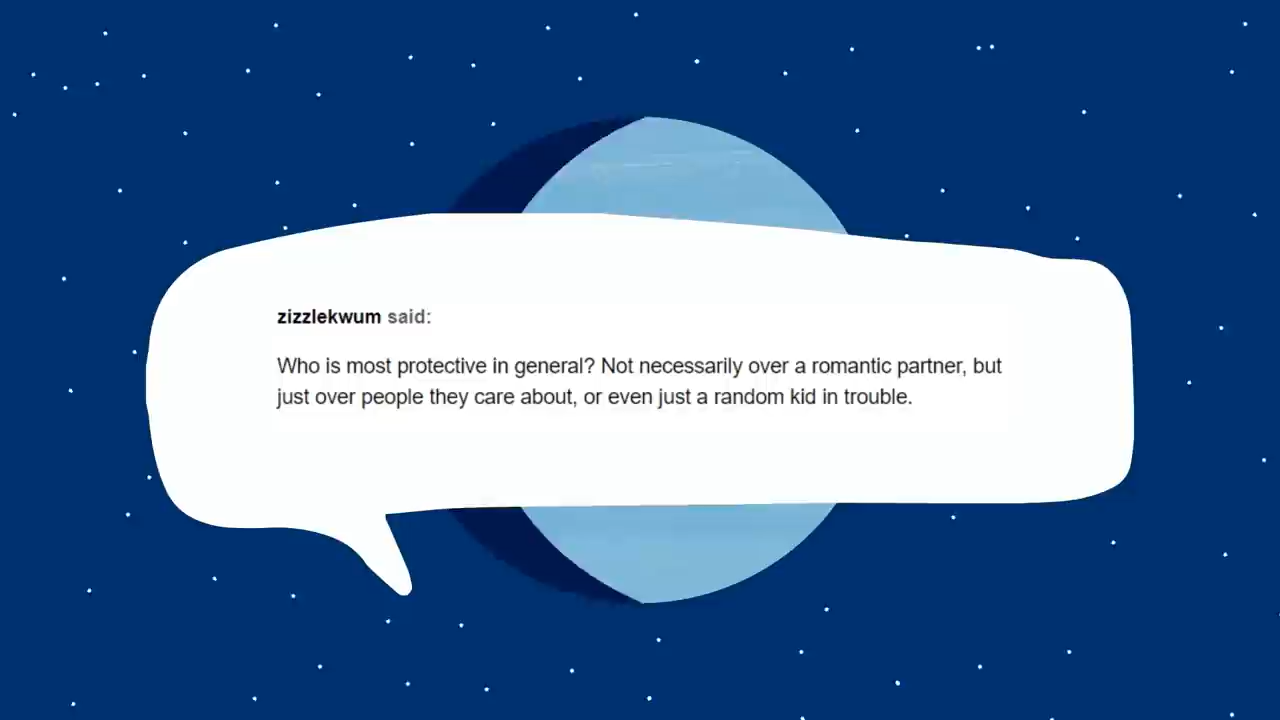 zizzlekwum said:
Who is most protective in general? Not necessarily over a romantic partner, but
just over people they care about, or even just a random kid in trouble.